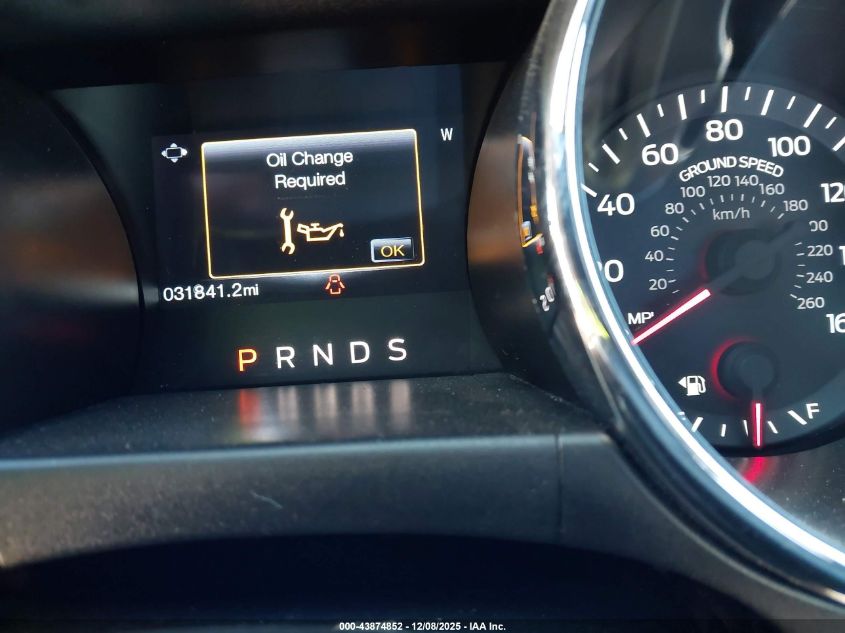 W
Oil Change
Required
OK
031841.2mi
P R N D S
40 60 80 100 120
GROUND SPEED
km/h
20 40 60 80 100 120 140 160 180 220 240 260
F
000-43874852 - 12/08/2025 - IAA Inc.